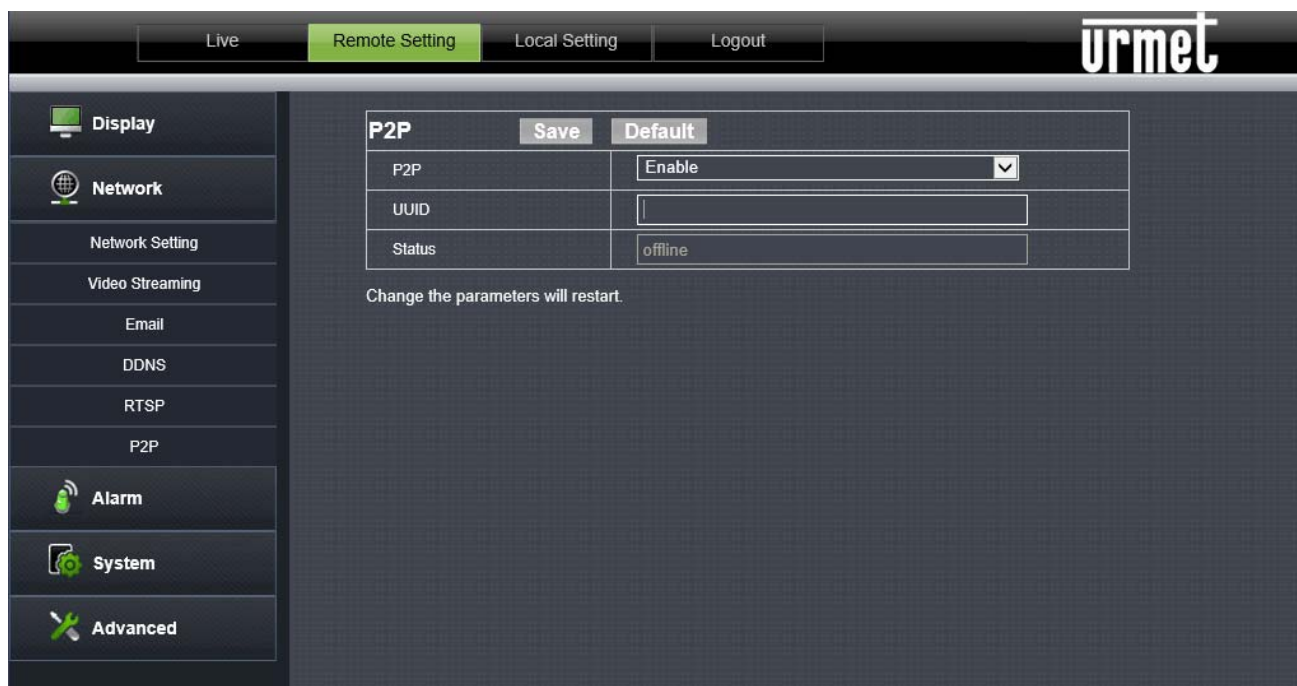 Live Remote Setting Local Setting Logout urmet
Display
Network
Network Setting
Video Streaming
Email
DDNS
RTSP
P2P
Alarm
System
Advanced
P2P Save Default
P2P Enable
UUID
Status offline
Change the parameters will restart.